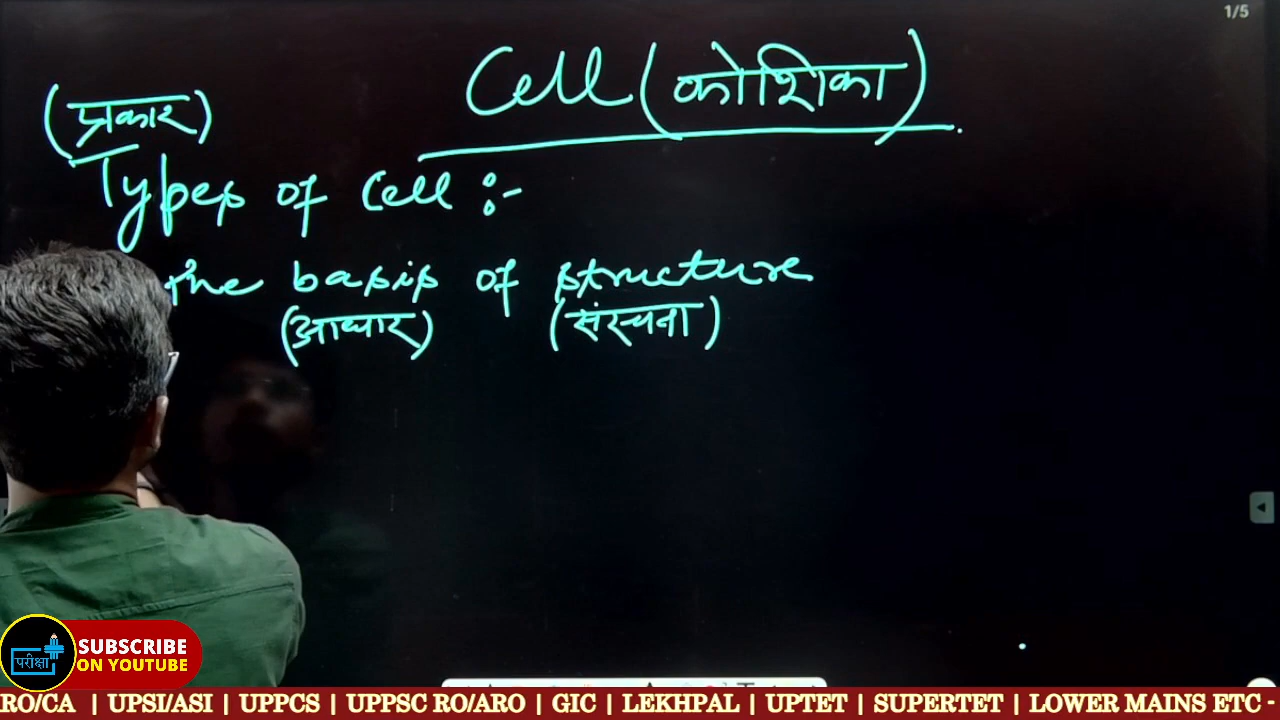 1/5
Cell (कोशिका)
(प्रकार)
Types of Cell :-
the basis of structure
(आधार) (संरचना)
परीक्षा
SUBSCRIBE
ON YOUTUBE
RO/CA | UPSI/ASI | UPPCS | UPPSC RO/ARO | GIC | LEKHPAL | UPTET | SUPERTET | LOWER MAINS ETC -